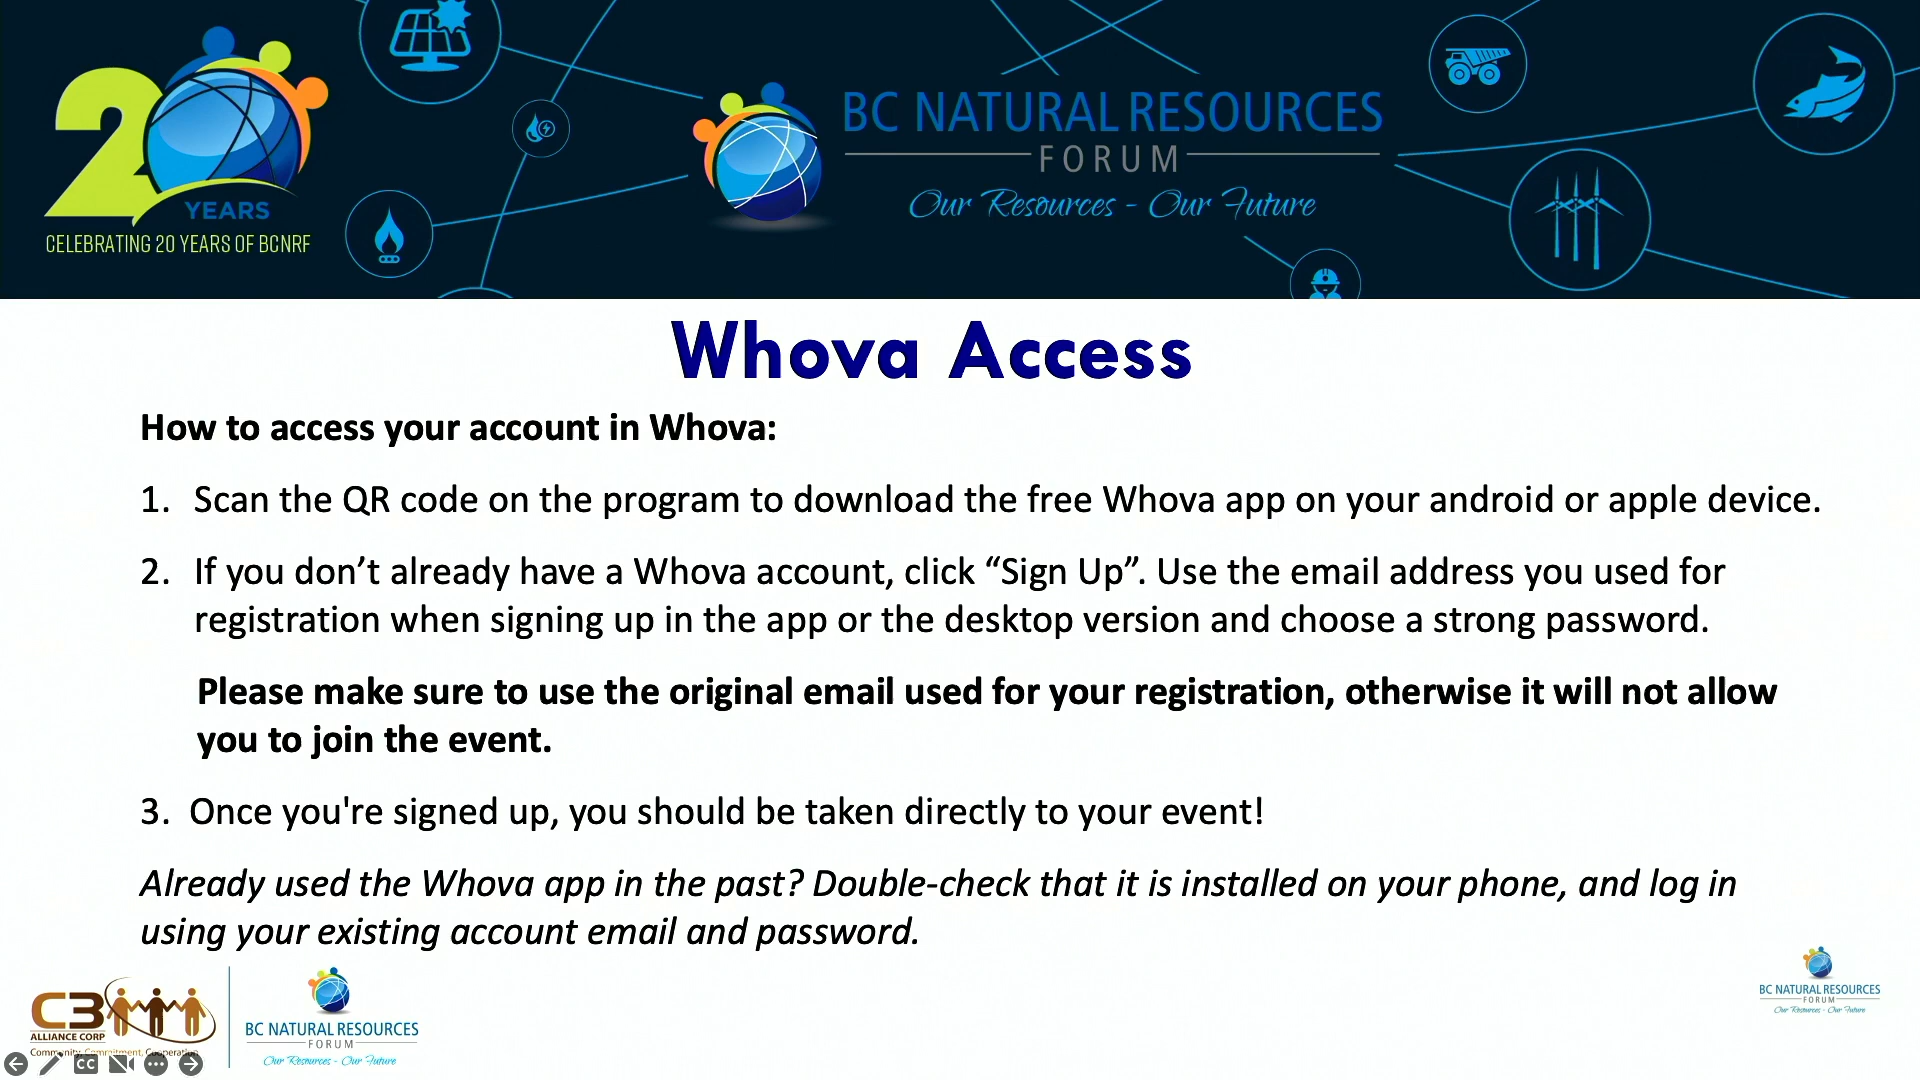 20
YEARS
CELEBRATING 20 YEARS OF BCNRF
BC NATURAL RESOURCES
FORUM
Our Resources - Our Future
Whova Access
How to access your account in Whova:
1. Scan the QR code on the program to download the free Whova app on your android or apple device.
2. If you don’t already have a Whova account, click “Sign Up”. Use the email address you used for
registration when signing up in the app or the desktop version and choose a strong password.
Please make sure to use the original email used for your registration, otherwise it will not allow
you to join the event.
3. Once you're signed up, you should be taken directly to your event!
Already used the Whova app in the past? Double-check that it is installed on your phone, and log in
using your existing account email and password.
C3
ALLIANCE CORP
Community, Commitment, Cooperation
BC NATURAL RESOURCES
FORUM
Our Resources - Our Future
BC NATURAL RESOURCES
FORUM
Our Resources - Our Future
CC